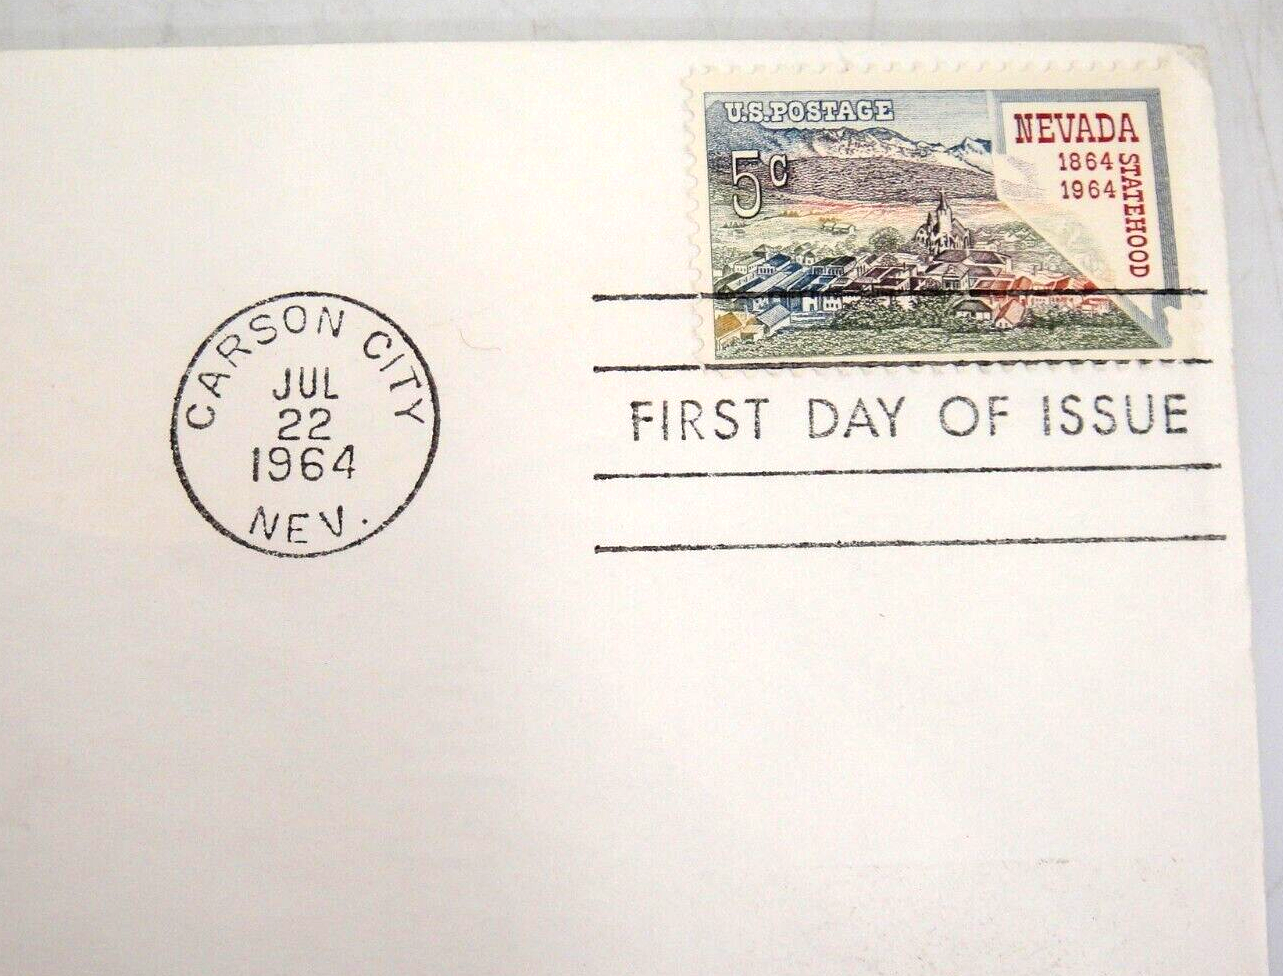 U.S.POSTAGE
5c
NEVADA
1864
1964
STATEHOOD
CARSON CITY
JUL
22
1964
NEV.
FIRST DAY OF ISSUE